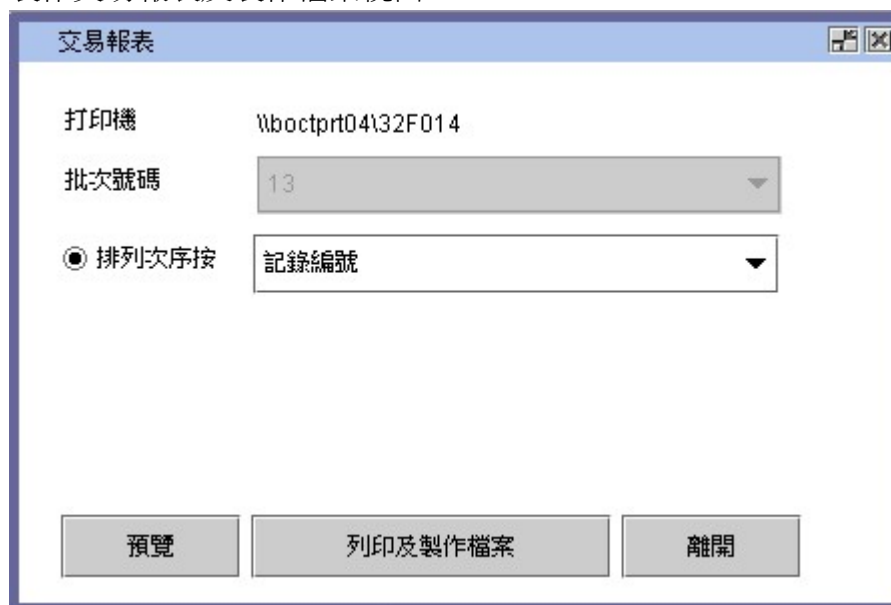 交易報表
打印機 \\boctprt04\32F014
批次號碼 13
排列次序按 記錄編號
預覽 列印及製作檔案 離開